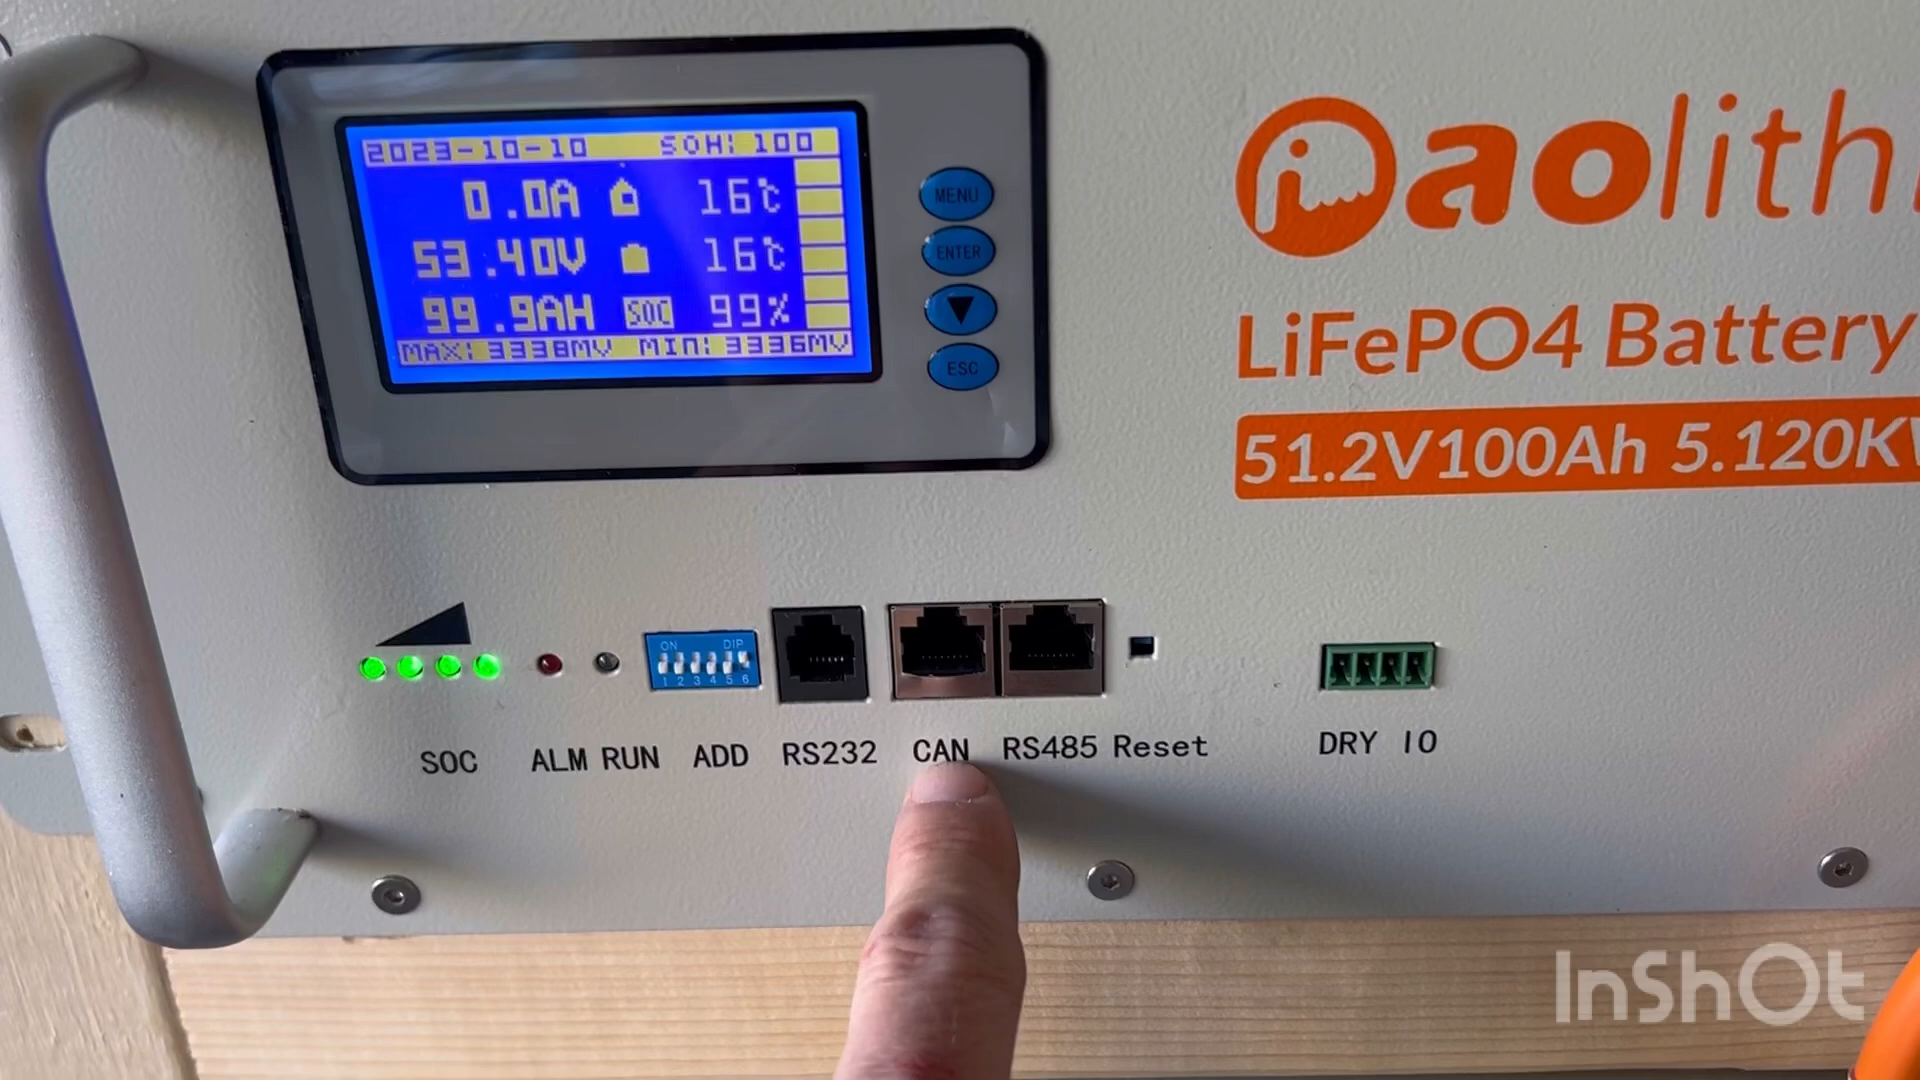 2023-10-10 SOH: 100
0.0A 16℃
53.40V 16℃
99.9AH SOC 99%
MAX: 3338MV MIN: 3336MV
MENU
ENTER
ESC
aolith
LiFePO4 Battery
51.2V100Ah 5.120K
ON DIP
1 2 3 4 5 6
SOC ALM RUN ADD RS232 CAN RS485 Reset DRY IO
InShOt